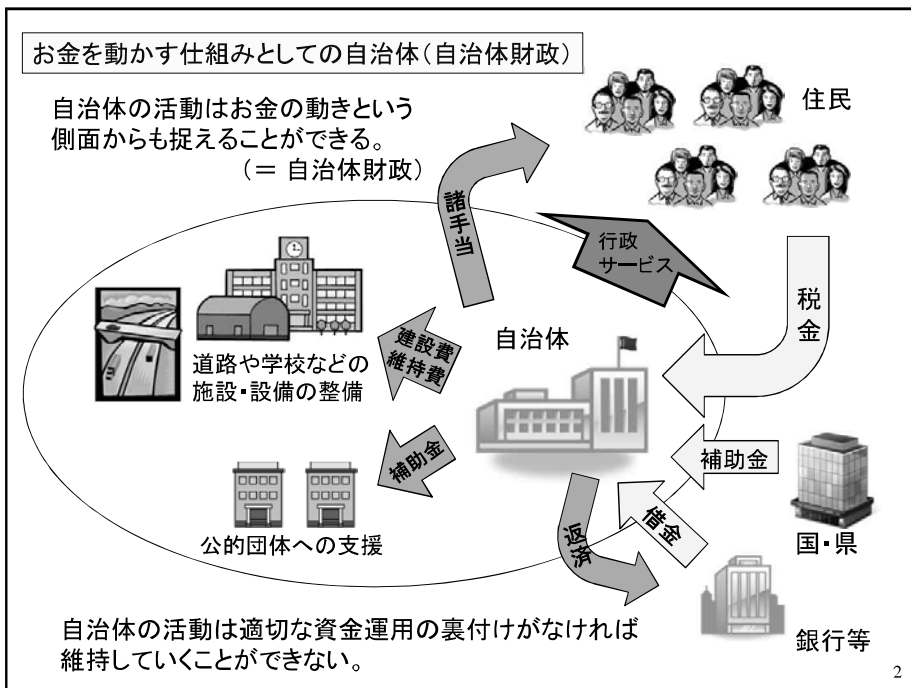 お金を動かす仕組みとしての自治体（自治体財政）
自治体の活動はお金の動きという
側面からも捉えることができる。
（＝ 自治体財政）
住民
諸手当
行政
サービス
税金
自治体
建設費
維持費
道路や学校などの
施設・設備の整備
補助金
補助金
国・県
公的団体への支援
借金
返済
銀行等
自治体の活動は適切な資金運用の裏付けがなければ
維持していくことができない。
2